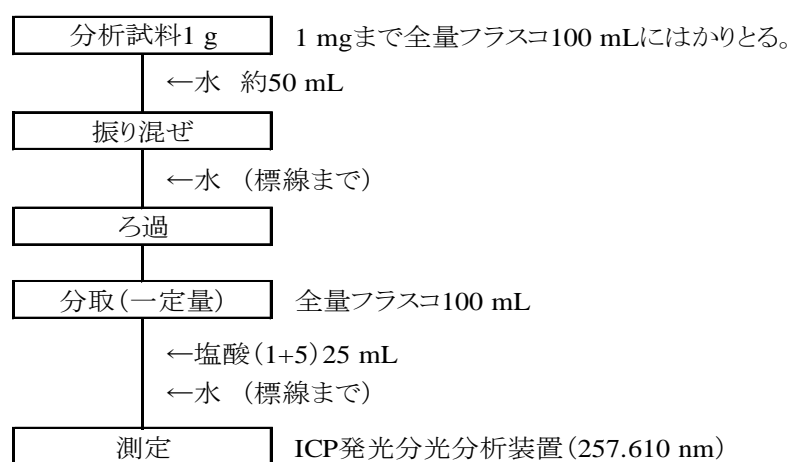 分析試料1 g　1 mgまで全量フラスコ100 mLにはかりとる。
←水　約50 mL
振り混ぜ
←水　(標線まで)
ろ過
分取(一定量)　全量フラスコ100 mL
←塩酸(1+5)25 mL
←水　(標線まで)
測定　ICP発光分光分析装置(257.610 nm)